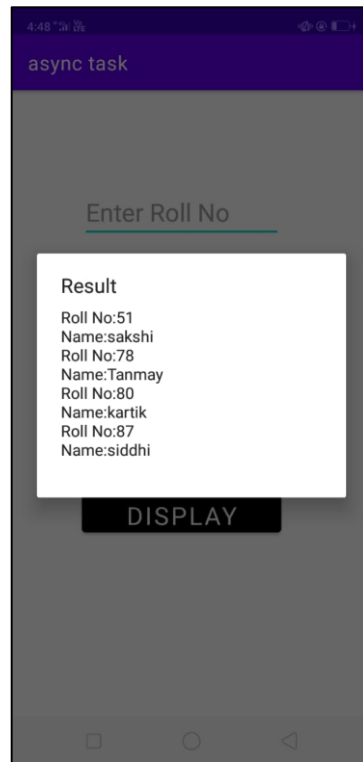 4:48
async task
Enter Roll No
Result
Roll No:51
Name:sakshi
Roll No:78
Name:Tanmay
Roll No:80
Name:kartik
Roll No:87
Name:siddhi
DISPLAY